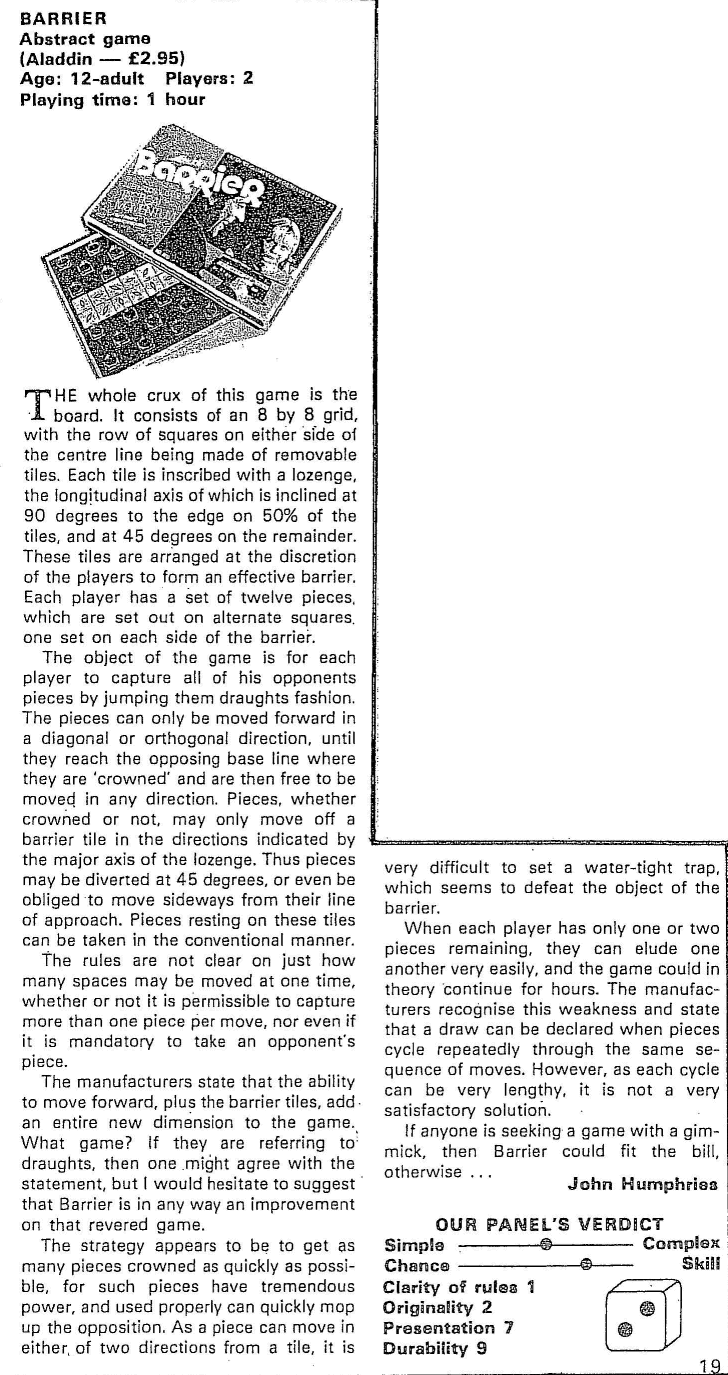 BARRIER
Abstract game
(Aladdin — £2.95)
Age: 12-adult Players: 2
Playing time: 1 hour
BARRIER
THE whole crux of this game is the
board. It consists of an 8 by 8 grid,
with the row of squares on either side of
the centre line being made of removable
tiles. Each tile is inscribed with a lozenge,
the longitudinal axis of which is inclined at
90 degrees to the edge on 50% of the
tiles, and at 45 degrees on the remainder.
These tiles are arranged at the discretion
of the players to form an effective barrier.
Each player has a set of twelve pieces,
which are set out on alternate squares,
one set on each side of the barrier.
The object of the game is for each
player to capture all of his opponents
pieces by jumping them draughts fashion.
The pieces can only be moved forward in
a diagonal or orthogonal direction, until
they reach the opposing base line where
they are 'crowned' and are then free to be
moved in any direction. Pieces, whether
crowned or not, may only move off a
barrier tile in the directions indicated by
the major axis of the lozenge. Thus pieces
may be diverted at 45 degrees, or even be
obliged to move sideways from their line
of approach. Pieces resting on these tiles
can be taken in the conventional manner.
The rules are not clear on just how
many spaces may be moved at one time,
whether or not it is permissible to capture
more than one piece per move, nor even if
it is mandatory to take an opponent's
piece.
The manufacturers state that the ability
to move forward, plus the barrier tiles, add
an entire new dimension to the game.
What game? If they are referring to
draughts, then one might agree with the
statement, but I would hesitate to suggest
that Barrier is in any way an improvement
on that revered game.
The strategy appears to be to get as
many pieces crowned as quickly as possi-
ble, for such pieces have tremendous
power, and used properly can quickly mop
up the opposition. As a piece can move in
either of two directions from a tile, it is
very difficult to set a water-tight trap,
which seems to defeat the object of the
barrier.
When each player has only one or two
pieces remaining, they can elude one
another very easily, and the game could in
theory continue for hours. The manufac-
turers recognise this weakness and state
that a draw can be declared when pieces
cycle repeatedly through the same se-
quence of moves. However, as each cycle
can be very lengthy, it is not a very
satisfactory solution.
If anyone is seeking a game with a gim-
mick, then Barrier could fit the bill,
otherwise ...
John Humphries
OUR PANEL'S VERDICT
Simple Complex
Chance Skill
Clarity of rules 1
Originality 2
Presentation 7
Durability 9
19